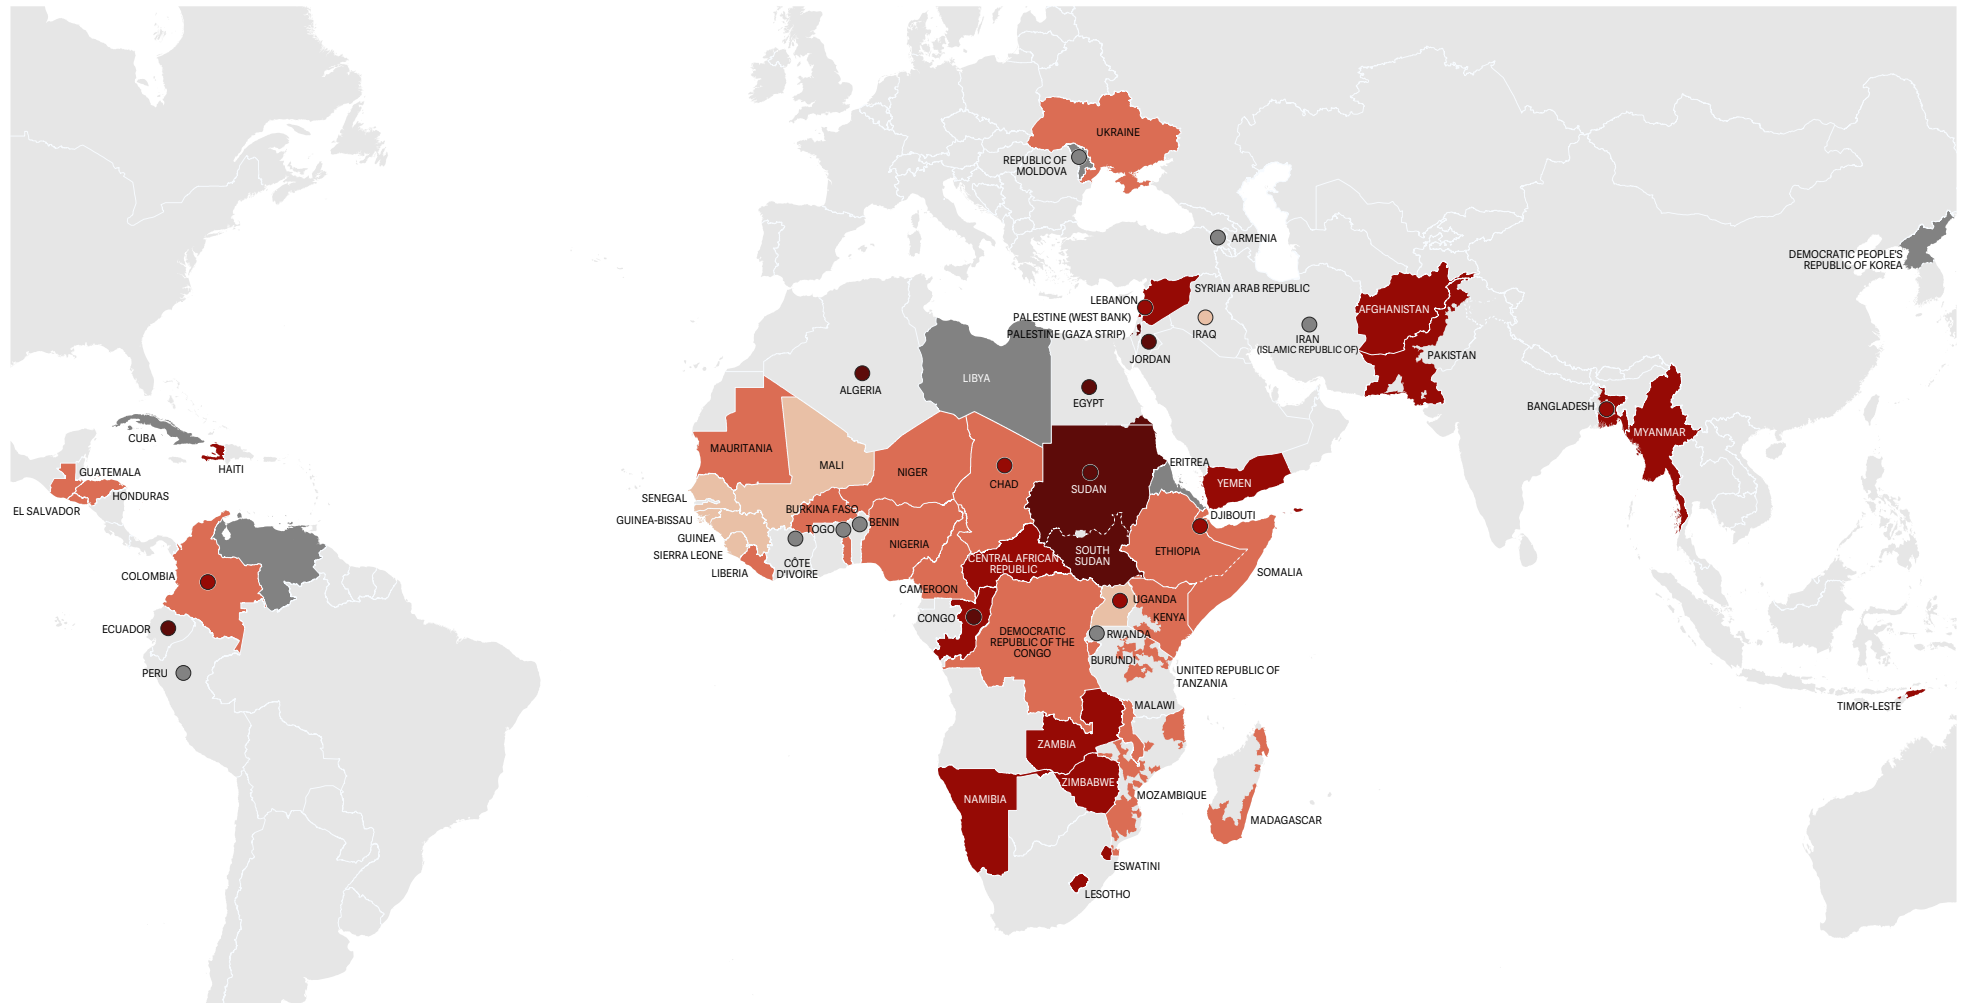 UKRAINE
REPUBLIC OF
MOLDOVA
ARMENIA
DEMOCRATIC PEOPLE'S
REPUBLIC OF KOREA
SYRIAN ARAB REPUBLIC
LEBANON
AFGHANISTAN
PALESTINE (WEST BANK)
PALESTINE (GAZA STRIP)
IRAQ
IRAN
(ISLAMIC REPUBLIC OF)
JORDAN
PAKISTAN
LIBYA
ALGERIA
EGYPT
BANGLADESH
MYANMAR
CUBA
HAITI
GUATEMALA
HONDURAS
EL SALVADOR
MAURITANIA
MALI
NIGER
CHAD
SUDAN
ERITREA
YEMEN
SENEGAL
BURKINA FASO
GUINEA-BISSAU
TOGO
BENIN
DJIBOUTI
GUINEA
NIGERIA
SOUTH
SUDAN
ETHIOPIA
SIERRA LEONE
CÔTE
D'IVOIRE
CENTRAL AFRICAN
REPUBLIC
LIBERIA
SOMALIA
COLOMBIA
CAMEROON
UGANDA
CONGO
KENYA
ECUADOR
DEMOCRATIC
REPUBLIC OF THE
CONGO
RWANDA
BURUNDI
PERU
UNITED REPUBLIC OF
TANZANIA
MALAWI
TIMOR-LESTE
ZAMBIA
ZIMBABWE
NAMIBIA
MOZAMBIQUE
MADAGASCAR
ESWATINI
LESOTHO